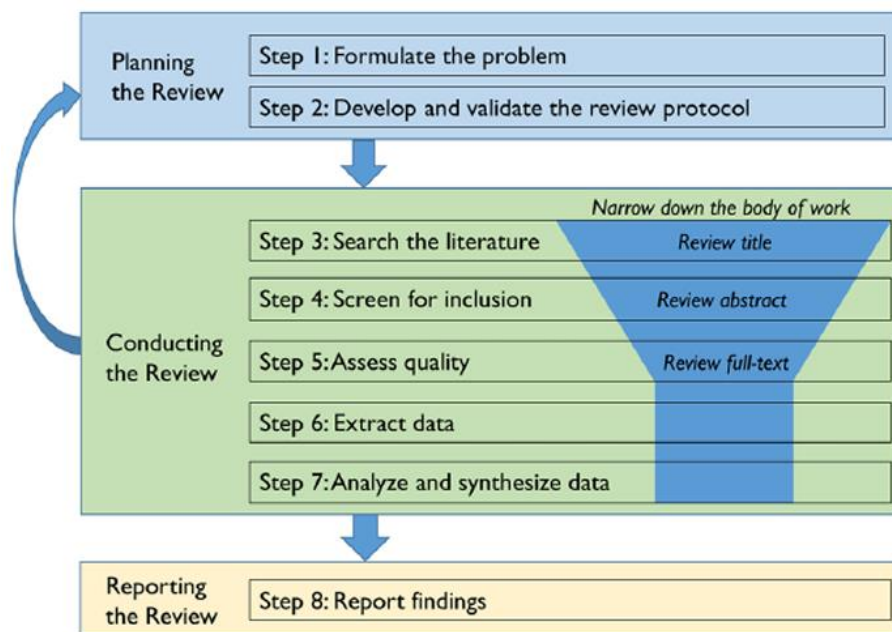 Planning
the Review
Step 1: Formulate the problem
Step 2: Develop and validate the review protocol
Narrow down the body of work
Conducting
the Review
Step 3: Search the literature
Review title
Step 4: Screen for inclusion
Review abstract
Step 5: Assess quality
Review full-text
Step 6: Extract data
Step 7: Analyze and synthesize data
Reporting
the Review
Step 8: Report findings